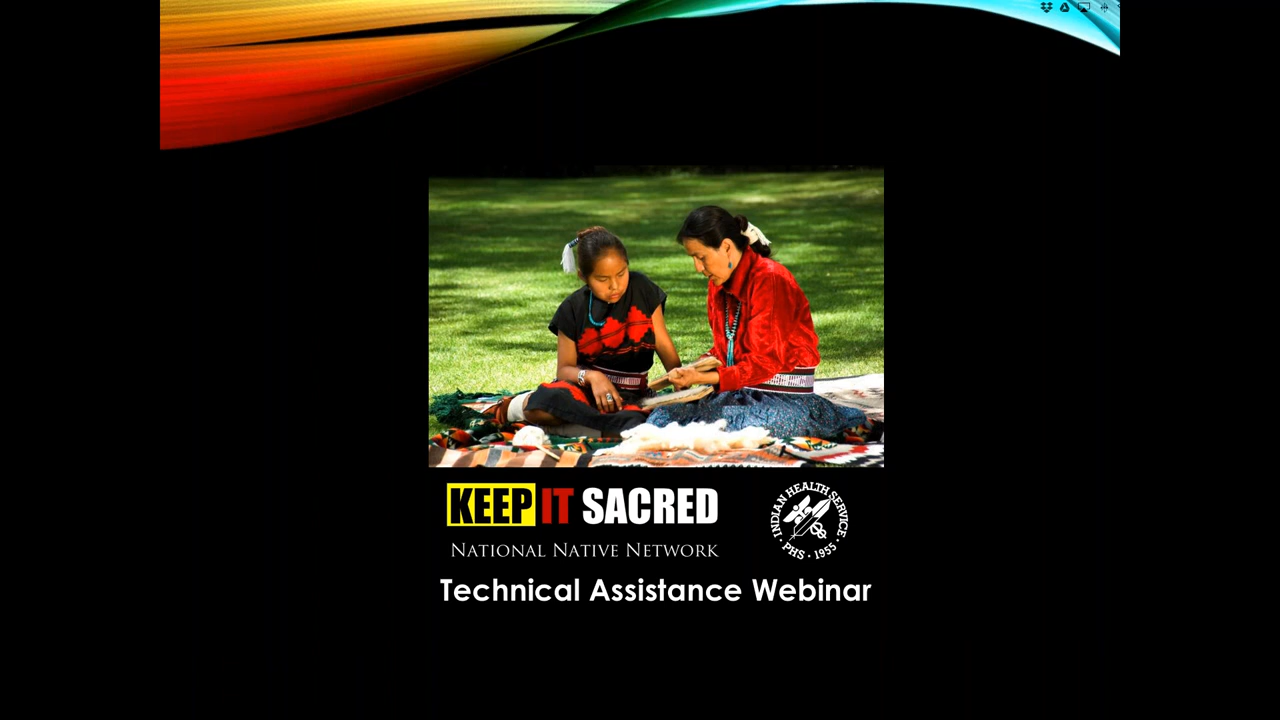 KEEP IT SACRED
NATIONAL NATIVE NETWORK
INDIAN HEALTH SERVICE
PHS · 1955
Technical Assistance Webinar